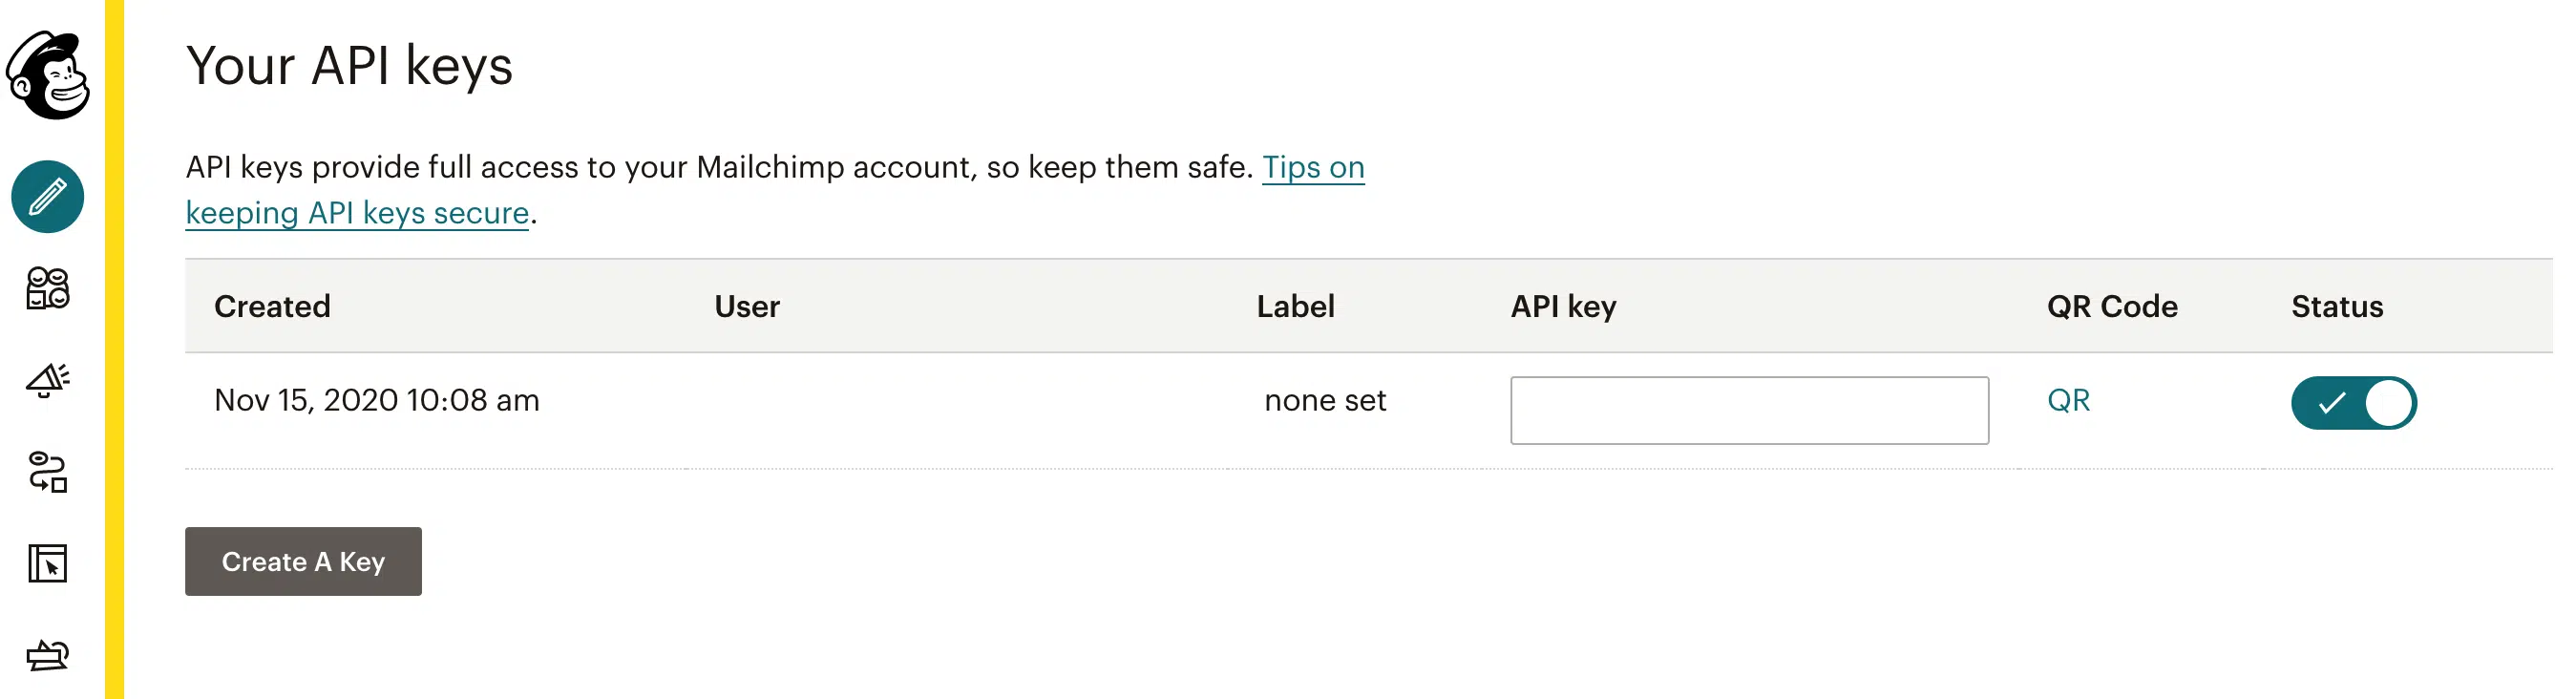 Your API keys
API keys provide full access to your Mailchimp account, so keep them safe. Tips on
keeping API keys secure.
Created User Label API key QR Code Status
Nov 15, 2020 10:08 am none set QR
Create A Key